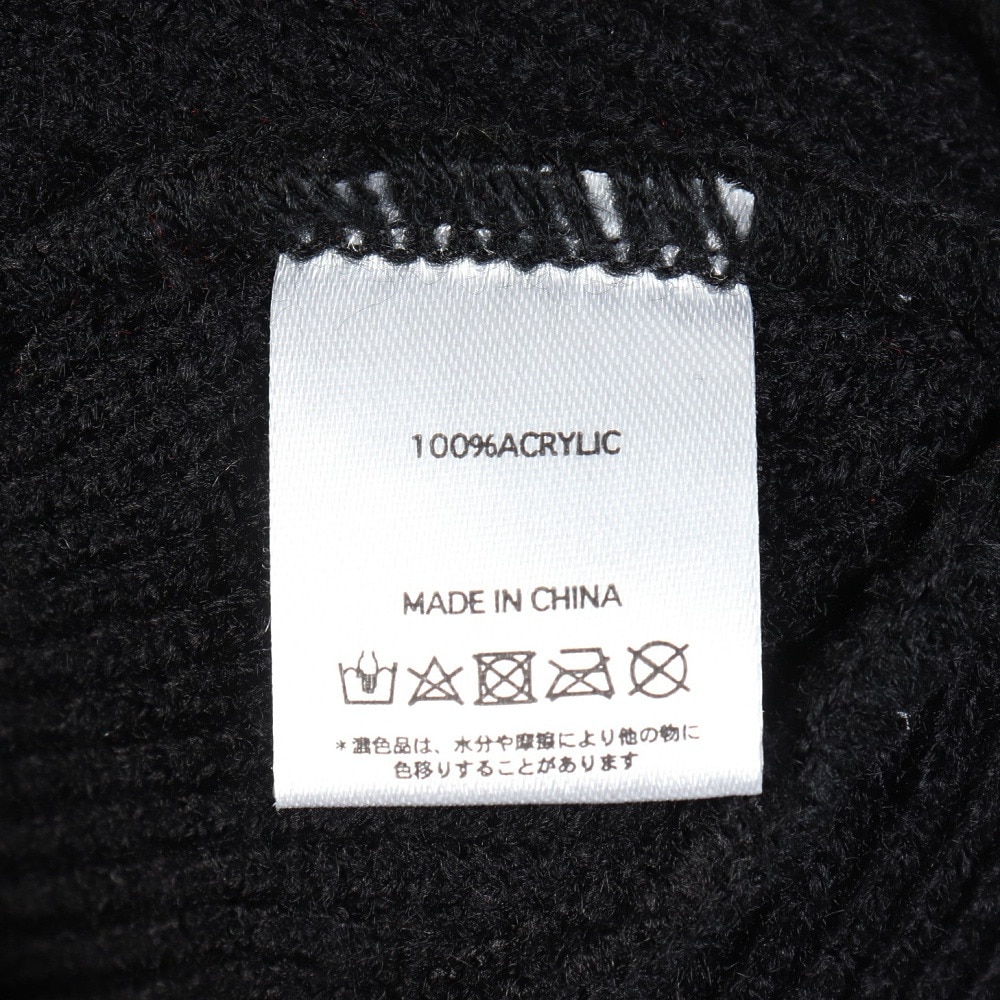 100%ACRYLIC
MADE IN CHINA
*濃色品は、水分や摩擦により他の物に
色移りすることがあります